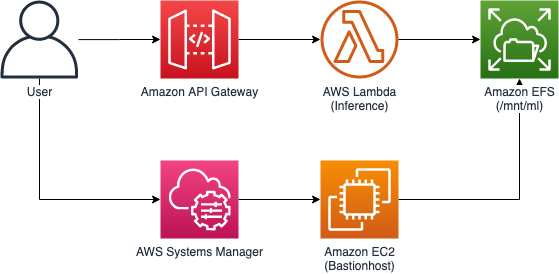 User
Amazon API Gateway
AWS Lambda
(Inference)
Amazon EFS
(/mnt/ml)
AWS Systems Manager
Amazon EC2
(Bastionhost)